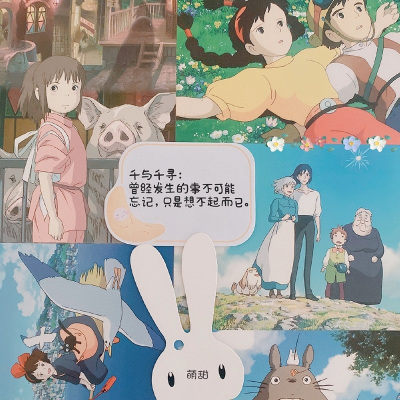 千与千寻：
曾经发生的事不可能
忘记，只是想不起而已。
萌甜